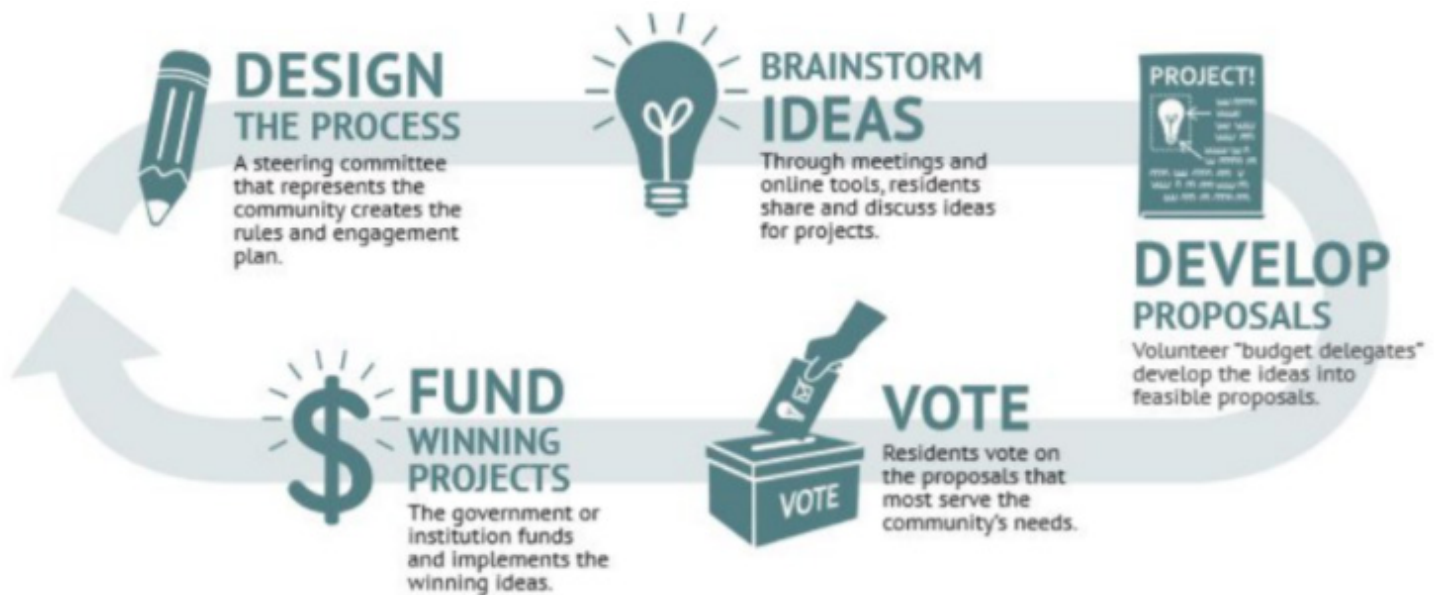 DESIGN
THE PROCESS
A steering committee
that represents the
community creates the
rules and engagement
plan.
BRAINSTORM
IDEAS
Through meetings and
online tools, residents
share and discuss ideas
for projects.
PROJECT!
DEVELOP
PROPOSALS
Volunteer "budget delegates"
develop the ideas into
feasible proposals.
VOTE
VOTE
Residents vote on
the proposals that
most serve the
community's needs.
FUND
WINNING
PROJECTS
The government or
institution funds
and implements the
winning ideas.